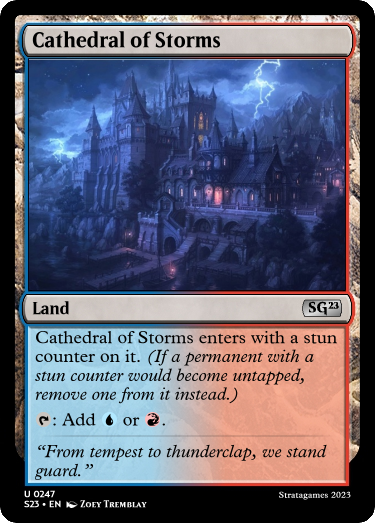 Cathedral of Storms
Land
SG23
Cathedral of Storms enters with a stun
counter on it. (If a permanent with a
stun counter would become untapped,
remove one from it instead.)
: Add or .
“From tempest to thunderclap, we stand
guard.”
U 0247
Stratagames 2023
S23 • EN Zoey Tremblay